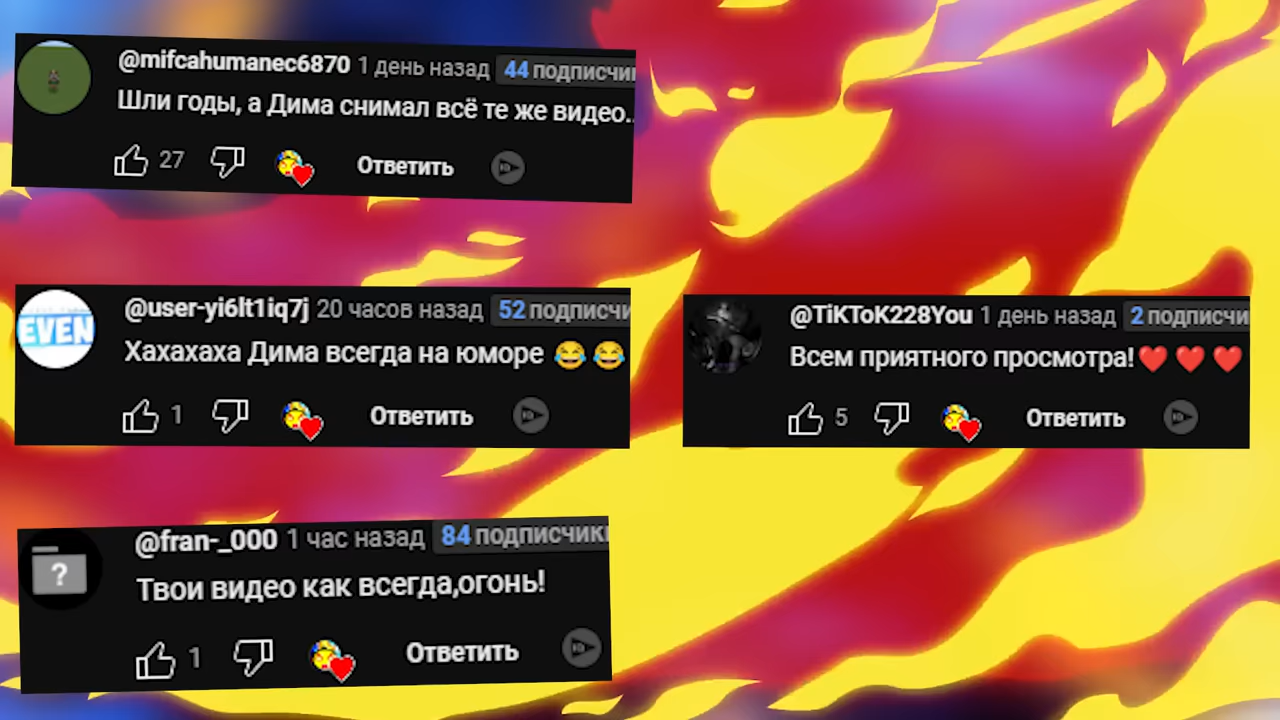 @mifcahumanec6870 1 день назад 44 подписчи
Шли годы, а Дима снимал всё те же видео..
27 Ответить
EVEN
@user-yi6lt1iq7j 20 часов назад 52 подписчи
Хахахаха Дима всегда на юморе 😂 😂
1 Ответить
@TiKToK228You 1 день назад 2 подписчи
Всем приятного просмотра!❤️ ❤️ ❤️
5 Ответить
@fran-_000 1 час назад 84 подписчик
?
Твои видео как всегда,огонь!
1 Ответить